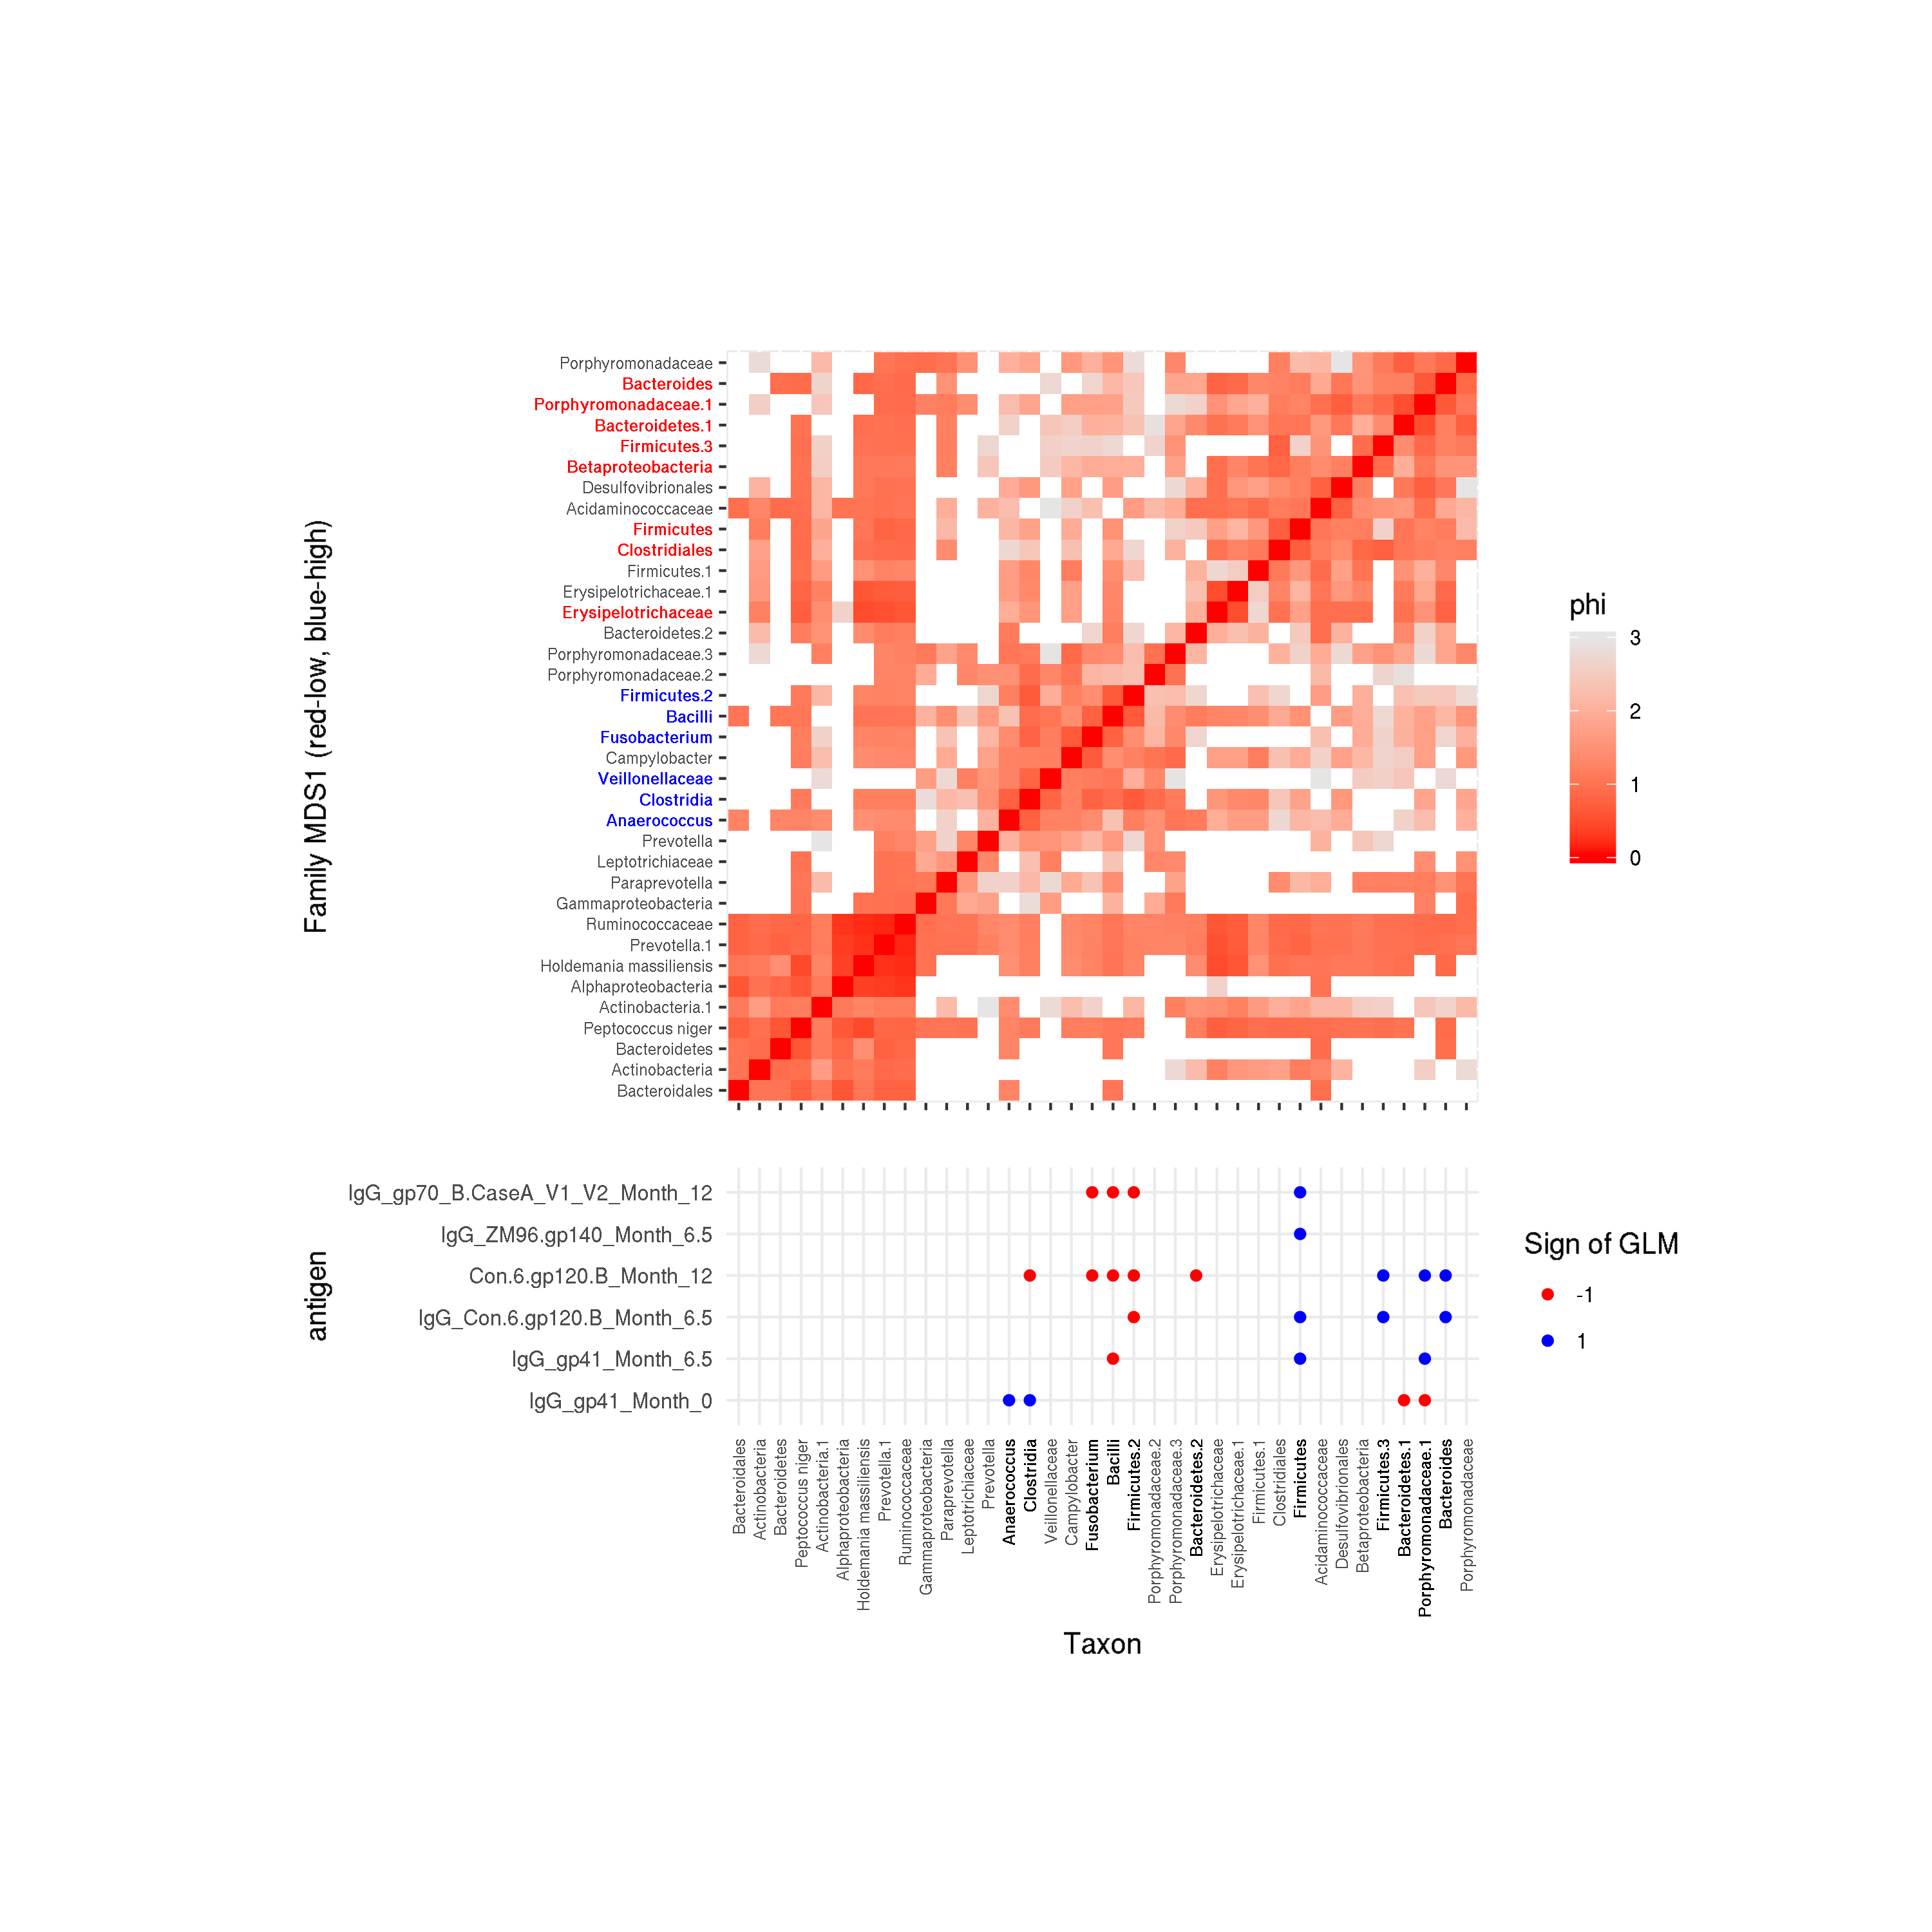 Family MDS1 (red-low, blue-high)
Porphyromonadaceae
Bacteroides
Porphyromonadaceae.1
Bacteroidetes.1
Firmicutes.3
Betaproteobacteria
Desulfovibrionales
Acidaminococcaceae
Firmicutes
Clostridiales
Firmicutes.1
Erysipelotrichaceae.1
Erysipelotrichaceae
Bacteroidetes.2
Porphyromonadaceae.3
Porphyromonadaceae.2
Firmicutes.2
Bacilli
Fusobacterium
Campylobacter
Veillonellaceae
Clostridia
Anaerococcus
Prevotella
Leptotrichiaceae
Paraprevotella
Gammaproteobacteria
Ruminococcaceae
Prevotella.1
Holdemania massiliensis
Alphaproteobacteria
Actinobacteria.1
Peptococcus niger
Bacteroidetes
Actinobacteria
Bacteroidales
phi
3
2
1
0
antigen
IgG_gp70_B.CaseA_V1_V2_Month_12
IgG_ZM96.gp140_Month_6.5
Con.6.gp120.B_Month_12
IgG_Con.6.gp120.B_Month_6.5
IgG_gp41_Month_6.5
IgG_gp41_Month_0
Sign of GLM
-1
1
Bacteroidales
Actinobacteria
Bacteroidetes
Peptococcus niger
Actinobacteria.1
Alphaproteobacteria
Holdemania massiliensis
Prevotella.1
Ruminococcaceae
Gammaproteobacteria
Paraprevotella
Leptotrichiaceae
Prevotella
Anaerococcus
Clostridia
Veillonellaceae
Campylobacter
Fusobacterium
Bacilli
Firmicutes.2
Porphyromonadaceae.2
Porphyromonadaceae.3
Bacteroidetes.2
Erysipelotrichaceae
Erysipelotrichaceae.1
Firmicutes.1
Clostridiales
Firmicutes
Acidaminococcaceae
Desulfovibrionales
Betaproteobacteria
Firmicutes.3
Bacteroidetes.1
Porphyromonadaceae.1
Bacteroides
Porphyromonadaceae
Taxon